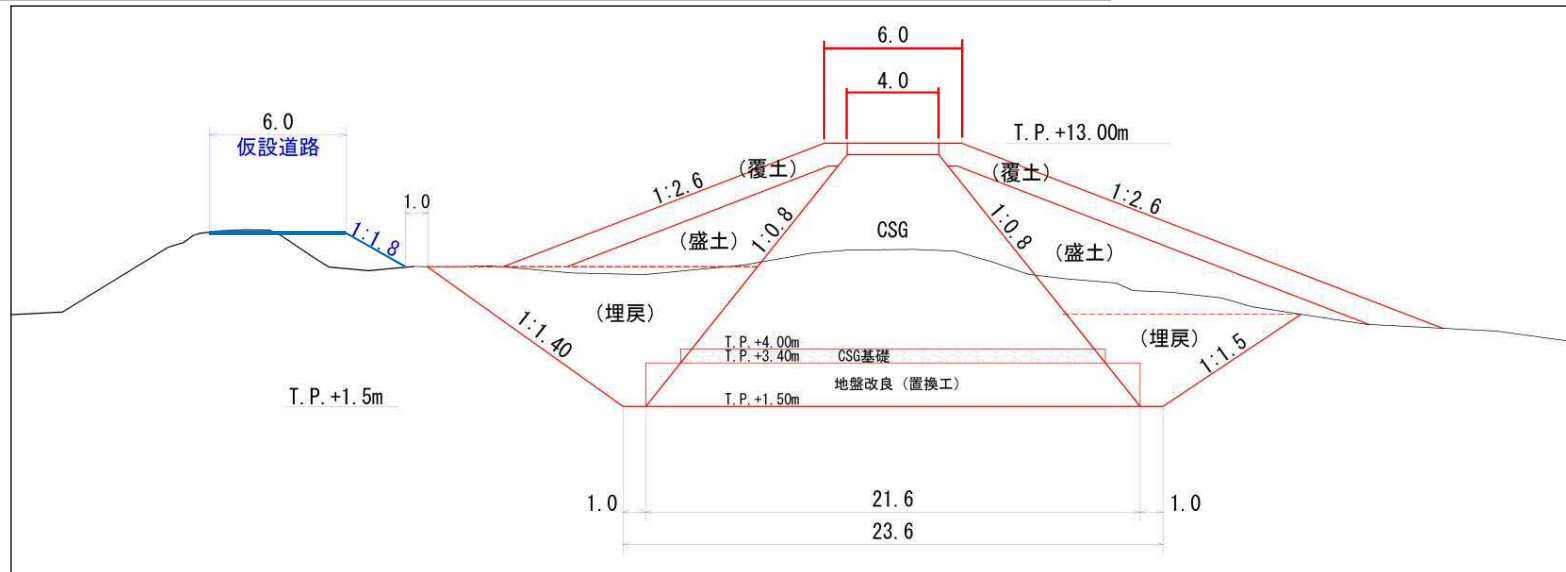 6.0
4.0
6.0
仮設道路
T.P.+13.00m
(覆土)
(覆土)
1:2.6
1:2.6
1.0
1:1.8
1:0.8
1:0.8
CSG
(盛土)
(盛土)
(埋戻)
(埋戻)
1:1.40
1:1.5
T.P.+4.00m
T.P.+3.40m
CSG基礎
地盤改良(置換工)
T.P.+1.5m
T.P.+1.50m
1.0
21.6
1.0
23.6